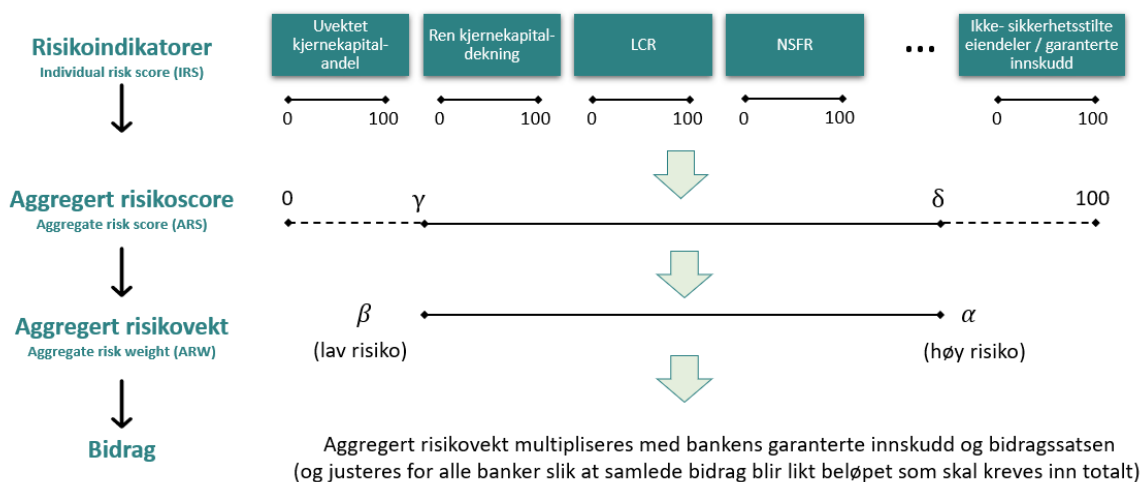 Risikoindikatorer
Individual risk score (IRS)
Uvektet
kjernekapital-
andel
Ren kjernekapital-
dekning
LCR
NSFR
...
Ikke- sikkerhetsstilte
eiendeler / garanterte
innskudd
0 100
0 100
0 100
0 100
0 100
Aggregert risikoscore
Aggregate risk score (ARS)
0 γ δ 100
Aggregert risikovekt
Aggregate risk weight (ARW)
β α
(lav risiko) (høy risiko)
Bidrag
Aggregert risikovekt multipliseres med bankens garanterte innskudd og bidragssatsen
(og justeres for alle banker slik at samlede bidrag blir likt beløpet som skal kreves inn totalt)